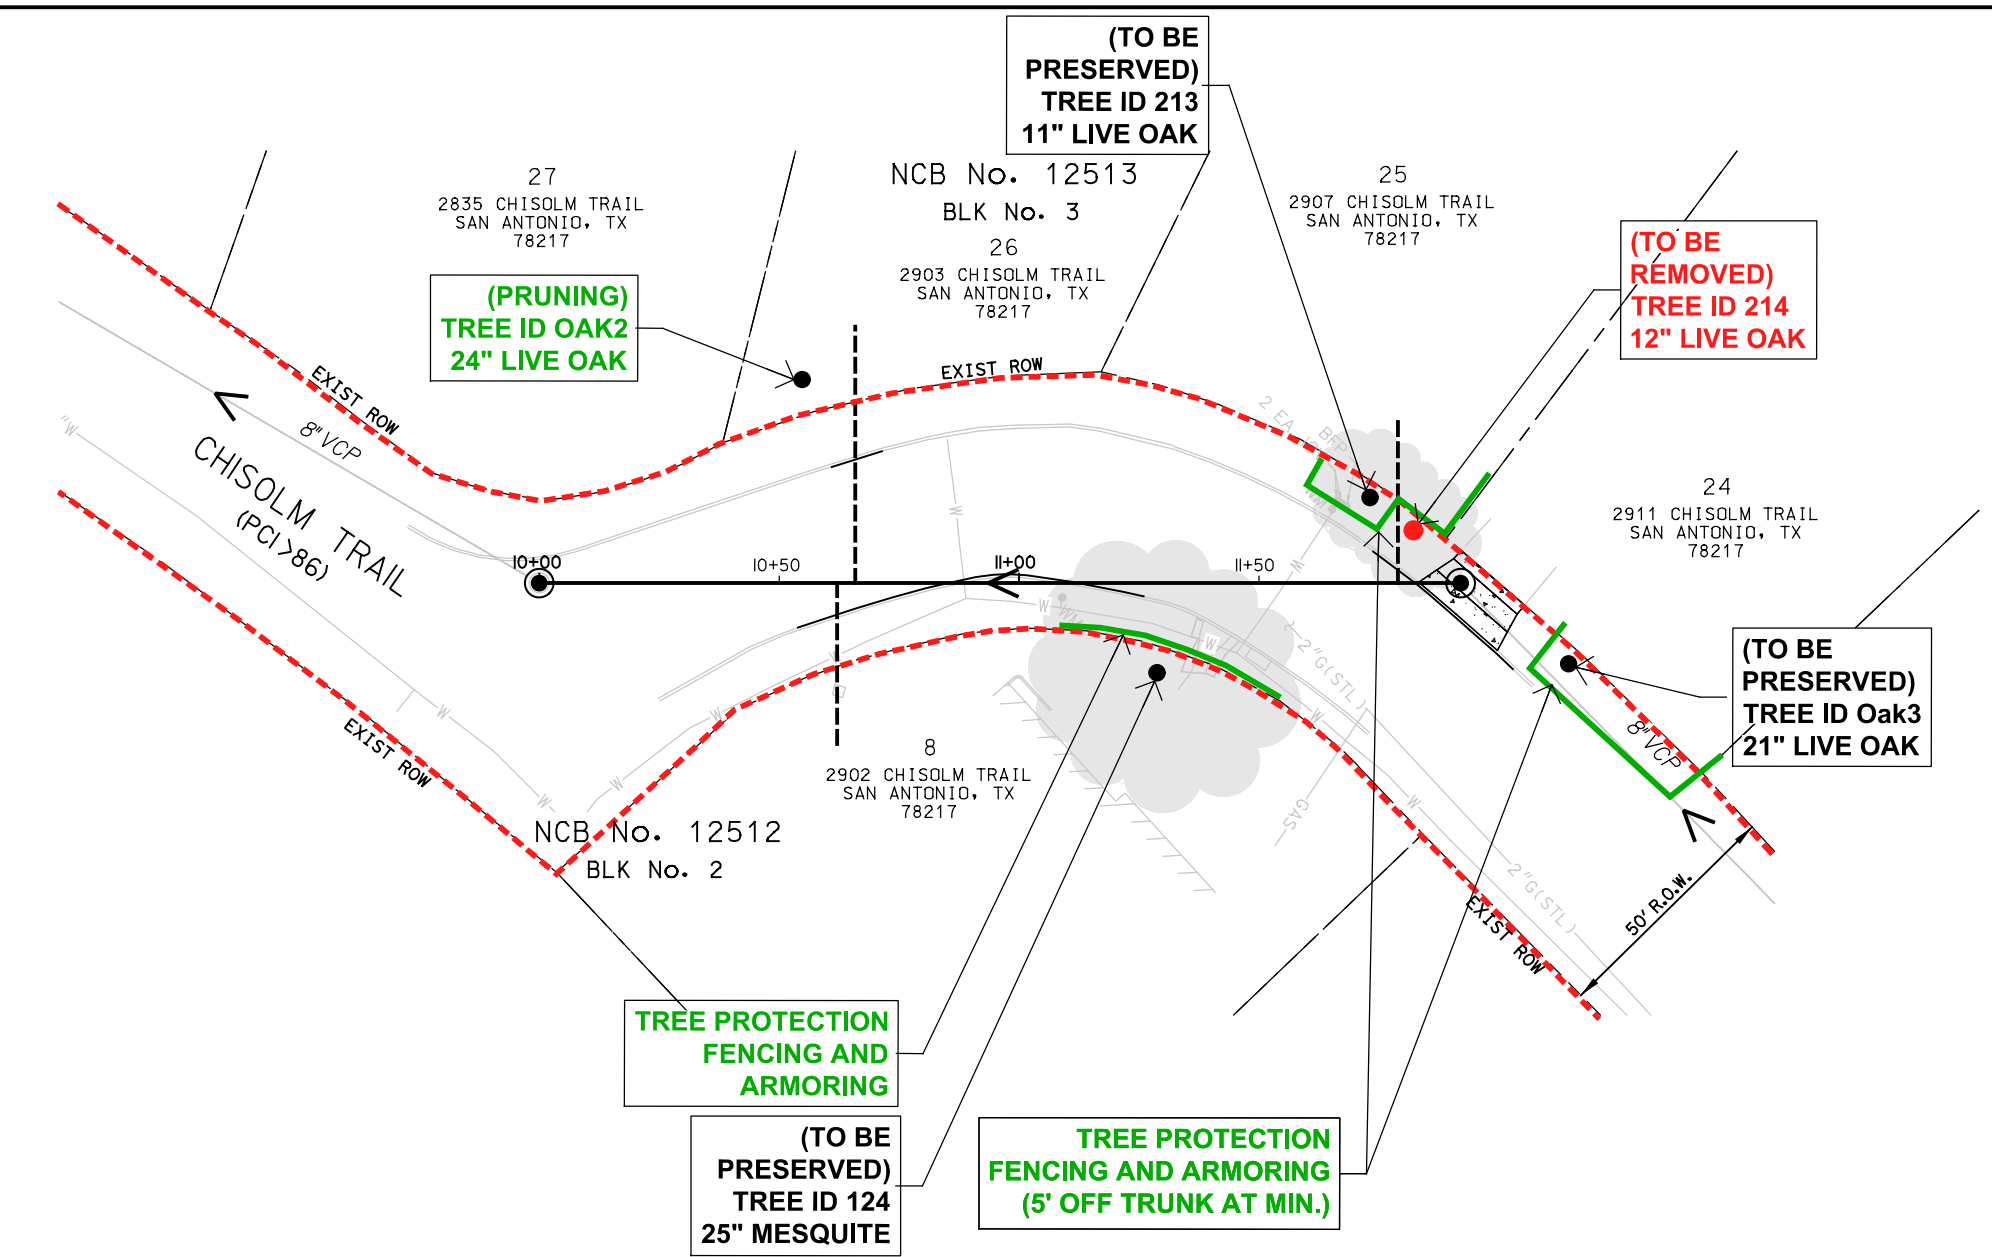 (TO BE
PRESERVED)
TREE ID 213
11" LIVE OAK
27
2835 CHISOLM TRAIL
SAN ANTONIO, TX
78217
NCB No. 12513
BLK No. 3
26
2903 CHISOLM TRAIL
SAN ANTONIO, TX
78217
25
2907 CHISOLM TRAIL
SAN ANTONIO, TX
78217
(TO BE
REMOVED)
TREE ID 214
12" LIVE OAK
(PRUNING)
TREE ID OAK2
24" LIVE OAK
EXIST ROW
EXIST ROW
8" VCP
"W
CHISOLM TRAIL
(PCI>86)
2 EA
BFP
WM
W
W
24
2911 CHISOLM TRAIL
SAN ANTONIO, TX
78217
10+00
10+50
11+00
11+50
W
WM
W
2"G(STL)
(TO BE
PRESERVED)
TREE ID Oak3
21" LIVE OAK
8" VCP
W
W
W
W
W
W
EXIST ROW
8
2902 CHISOLM TRAIL
SAN ANTONIO, TX
78217
GAS
NCB No. 12512
BLK No. 2
2"G(STL)
EXIST ROW
50' R.O.W.
TREE PROTECTION
FENCING AND
ARMORING
(TO BE
PRESERVED)
TREE ID 124
25" MESQUITE
TREE PROTECTION
FENCING AND ARMORING
(5' OFF TRUNK AT MIN.)